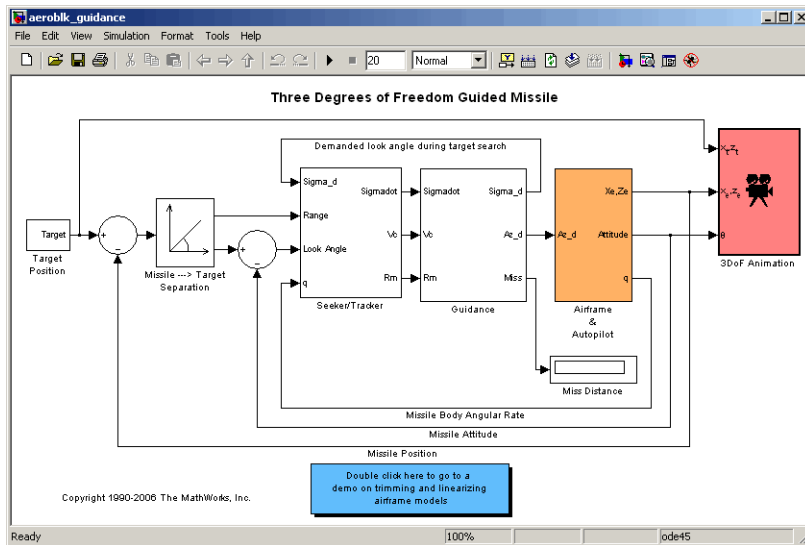 aeroblk_guidance
File Edit View Simulation Format Tools Help
20
Normal
Three Degrees of Freedom Guided Missile
Demanded look angle during target search
Target
Target
Position
+
-
Missile ---> Target
Separation
+
-
Sigma_d
Range
Look Angle
q
Sigmadot
Vc
Rm
Seeker/Tracker
Sigmadot
Vc
Rm
Sigma_d
Az_d
Miss
Guidance
Az_d
Xe,Ze
Attitude
q
Airframe
&
Autopilot
x_t,z_t
x_e,z_e
θ
3DoF Animation
Miss Distance
Missile Body Angular Rate
Missile Attitude
Missile Position
Double click here to go to a
demo on trimming and linearizing
airframe models
Copyright 1990-2006 The MathWorks, Inc.
Ready
100%
ode45